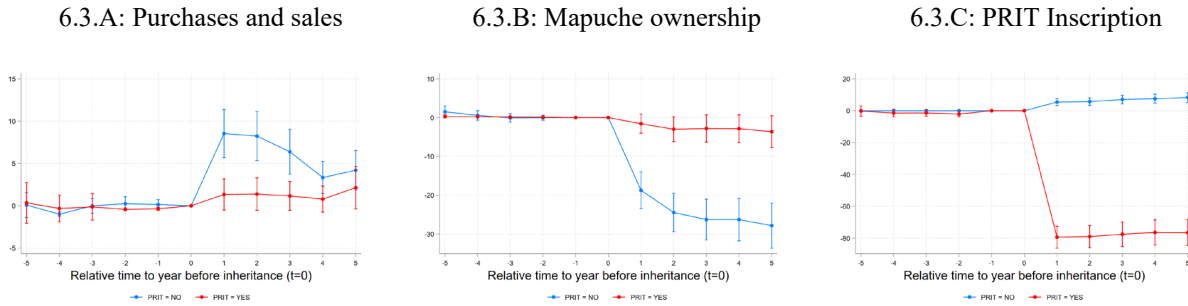 6.3.A: Purchases and sales
15
10
5
0
-5
-5 -4 -3 -2 -1 0 1 2 3 4 5
Relative time to year before inheritance (t=0)
PRIT = NO PRIT = YES
6.3.B: Mapuche ownership
10
0
-10
-20
-30
-5 -4 -3 -2 -1 0 1 2 3 4 5
Relative time to year before inheritance (t=0)
PRIT = NO PRIT = YES
6.3.C: PRIT Inscription
20
0
-20
-40
-60
-80
-5 -4 -3 -2 -1 0 1 2 3 4 5
Relative time to year before inheritance (t=0)
PRIT = NO PRIT = YES